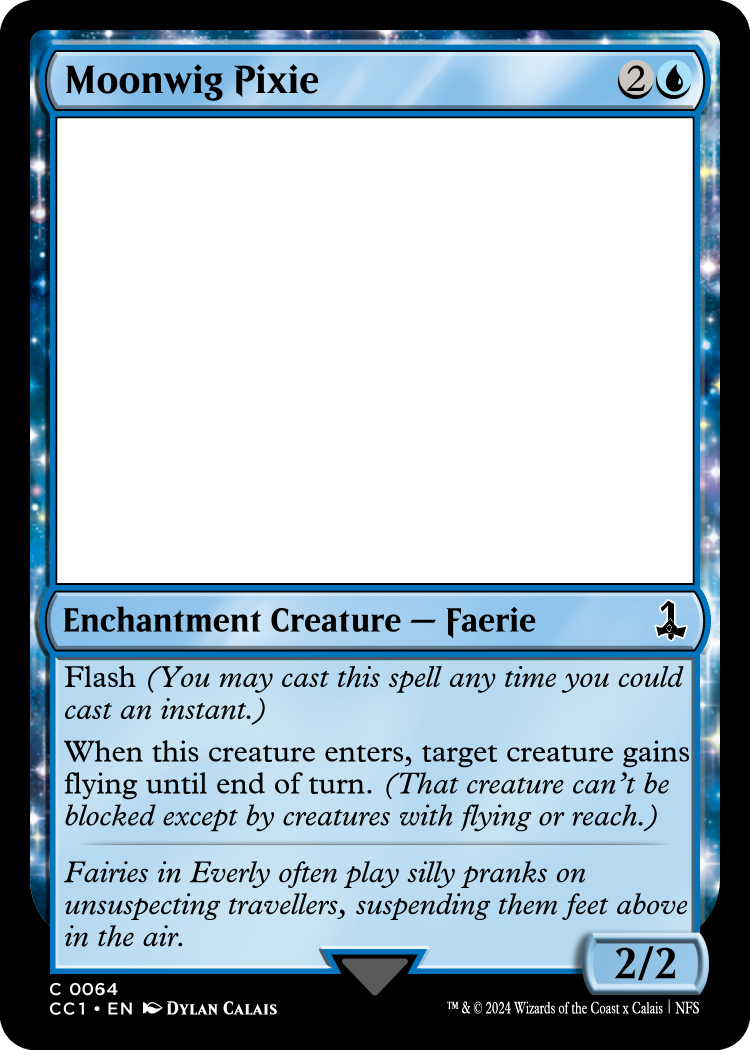 Moonwig Pixie 2
Enchantment Creature — Faerie 1
Flash (You may cast this spell any time you could
cast an instant.)
When this creature enters, target creature gains
flying until end of turn. (That creature can't be
blocked except by creatures with flying or reach.)
Fairies in Everly often play silly pranks on
unsuspecting travellers, suspending them feet above
in the air.
2/2
C 0064
CC1 • EN Dylan Calais ™ & © 2024 Wizards of the Coast x Calais | NFS